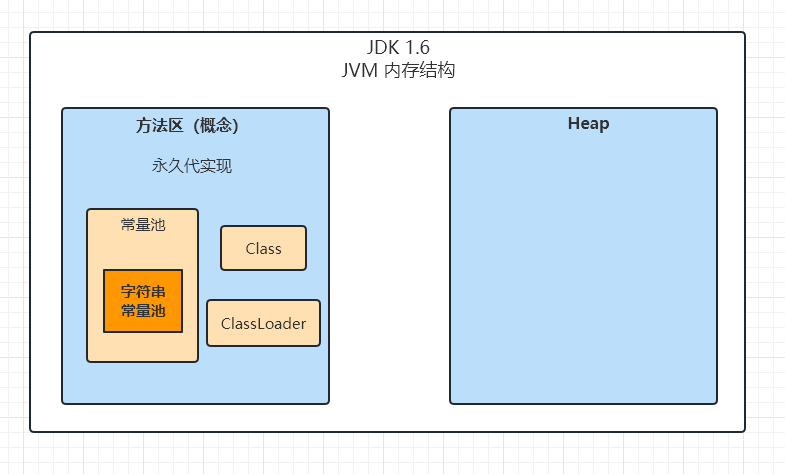 JDK 1.6
JVM 内存结构
方法区（概念）
永久代实现
常量池
字符串
常量池
Class
ClassLoader
Heap